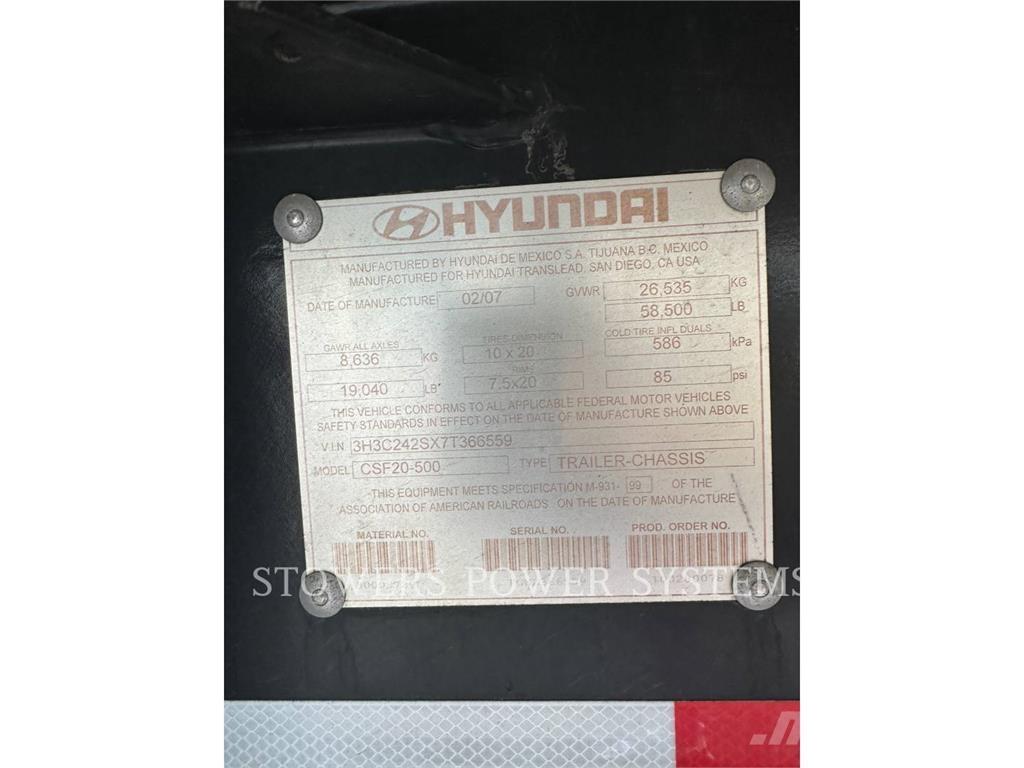 HYUNDAI
MANUFACTURED BY HYUNDAI DE MEXICO S.A. TIJUANA B.C. MEXICO
MANUFACTURED FOR HYUNDAI TRANSLEAD, SAN DIEGO, CA USA
DATE OF MANUFACTURE 02/07 GVWR 26,535 KG
58,500 LB
GAWR ALL AXLES TIRES DIMENSION COLD TIRE INFL DUALS
8,636 KG 10 x 20 586 kPa
RIMS
19,040 LB 7.5x20 85 psi
THIS VEHICLE CONFORMS TO ALL APPLICABLE FEDERAL MOTOR VEHICLES
SAFETY STANDARDS IN EFFECT ON THE DATE OF MANUFACTURE SHOWN ABOVE
V.I.N. 3H3C242SX7T366559
MODEL CSF20-500 TYPE TRAILER-CHASSIS
THIS EQUIPMENT MEETS SPECIFICATION M-931- 99 OF THE
ASSOCIATION OF AMERICAN RAILROADS ON THE DATE OF MANUFACTURE
MATERIAL NO. SERIAL NO. PROD. ORDER NO.
STOWERS POWER SYSTEMS